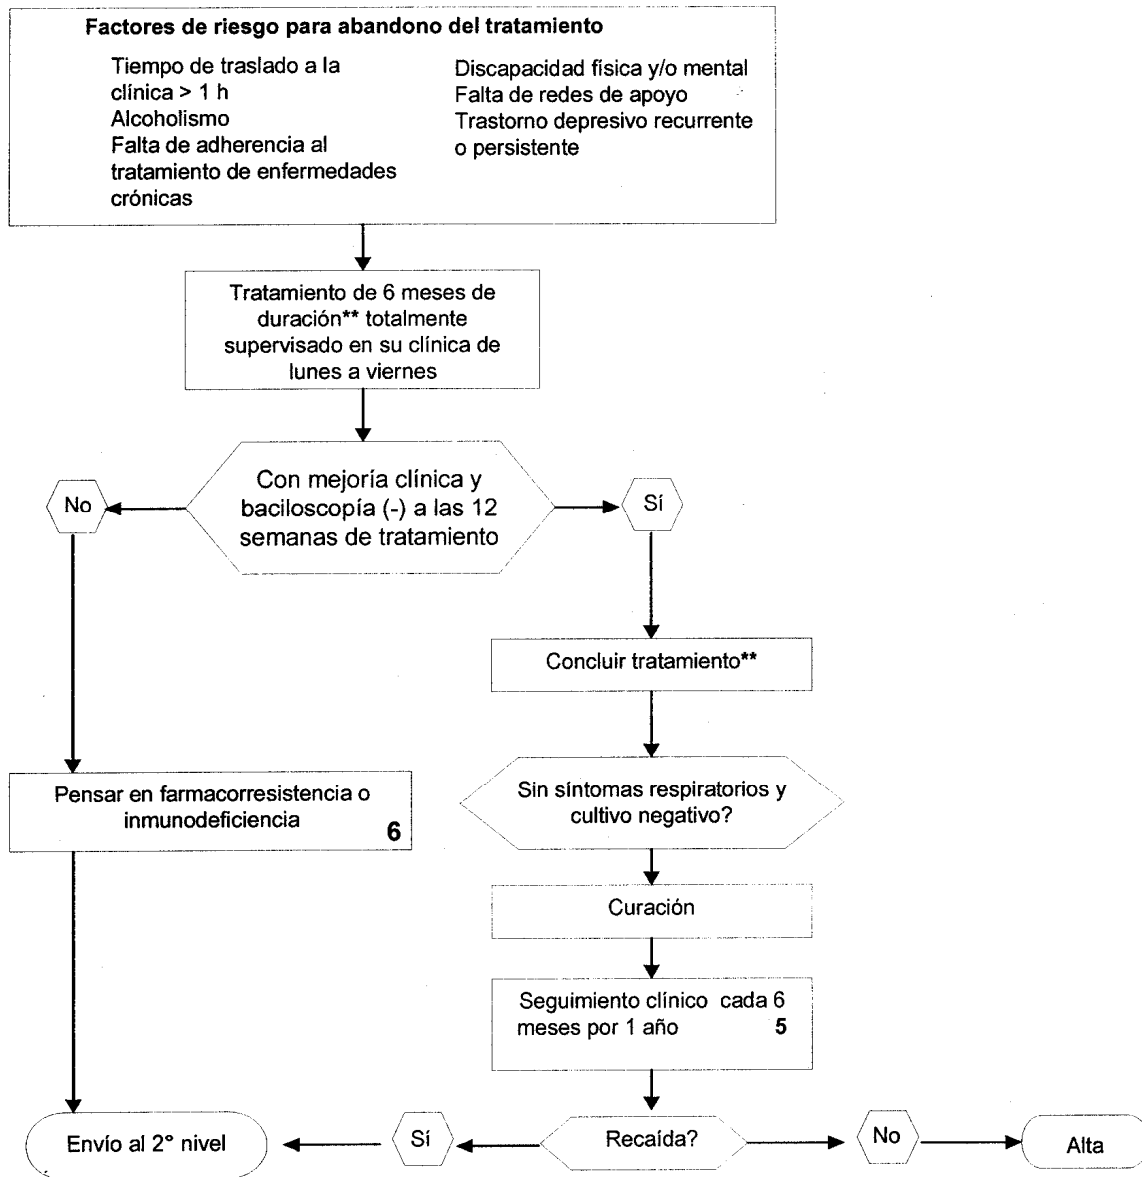 Factores de riesgo para abandono del tratamiento
Tiempo de traslado a la
clínica > 1 h
Alcoholismo
Falta de adherencia al
tratamiento de enfermedades
crónicas
Discapacidad física y/o mental
Falta de redes de apoyo
Trastorno depresivo recurrente
o persistente
Tratamiento de 6 meses de
duración** totalmente
supervisado en su clínica de
lunes a viernes
Con mejoría clínica y
baciloscopía (-) a las 12
semanas de tratamiento
No
Sí
Concluir tratamiento**
Pensar en farmacorresistencia o
inmunodeficiencia
6
Sin síntomas respiratorios y
cultivo negativo?
Curación
Seguimiento clínico cada 6
meses por 1 año 5
Envío al 2° nivel
Sí
Recaída?
No
Alta